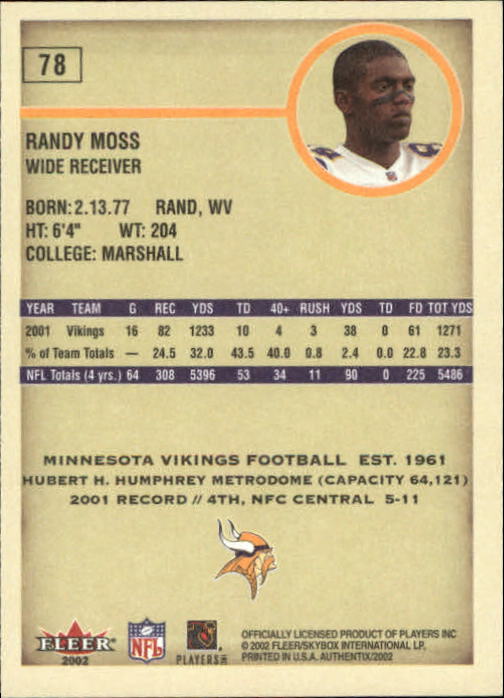 78
RANDY MOSS
WIDE RECEIVER
BORN: 2.13.77 RAND, WV
HT: 6'4" WT: 204
COLLEGE: MARSHALL
YEAR TEAM G REC YDS TD 40+ RUSH YDS TD FD TOT YDS
2001 Vikings 16 82 1233 10 4 3 38 0 61 1271
% of Team Totals — 24.5 32.0 43.5 40.0 0.8 2.4 0.0 22.8 23.3
NFL Totals (4 yrs.) 64 308 5396 53 34 11 90 0 225 5486
MINNESOTA VIKINGS FOOTBALL EST. 1961
HUBERT H. HUMPHREY METRODOME (CAPACITY 64,121)
2001 RECORD // 4TH, NFC CENTRAL 5-11
FLEER
2002
NFL
PLAYERS INC
OFFICIALLY LICENSED PRODUCT OF PLAYERS INC
© 2002 FLEER/SKYBOX INTERNATIONAL LP,
PRINTED IN U.S.A. AUTHENTIX/2002